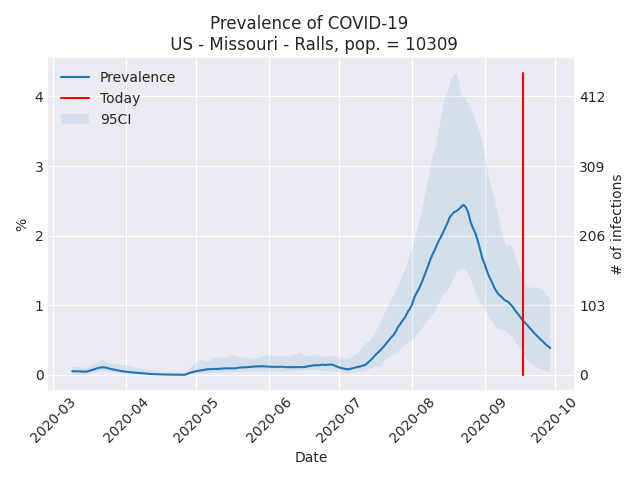 Prevalence of COVID-19
US - Missouri - Ralls, pop. = 10309
Prevalence
Today
95CI
4
3
2
1
0
%
412
309
206
103
0
# of infections
2020-03
2020-04
2020-05
2020-06
2020-07
2020-08
2020-09
2020-10
Date